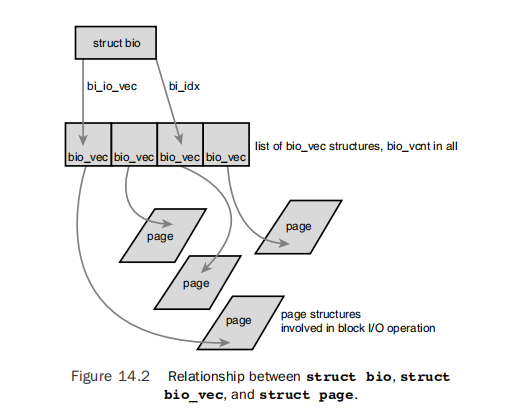 struct bio
bi_io_vec
bi_idx
bio_vec bio_vec bio_vec bio_vec
list of bio_vec structures, bio_vcnt in all
page
page
page
page
page structures
involved in block I/O operation
Figure 14.2 Relationship between struct bio, struct
bio_vec, and struct page.